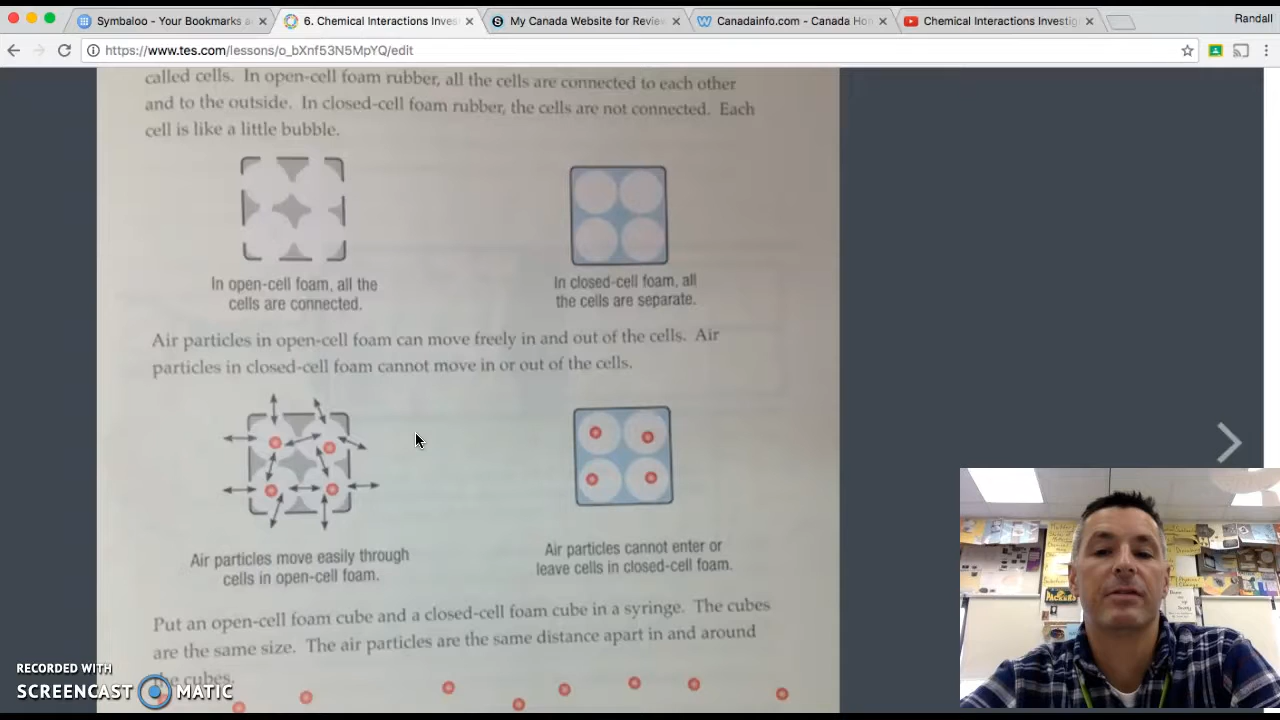 Symbaloo - Your Bookmarks a
6. Chemical Interactions Inves
My Canada Website for Review
Canadainfo.com - Canada Ho
Chemical Interactions Investig
Randall
https://www.tes.com/lessons/o_bXnf53N5MpYQ/edit
called cells. In open-cell foam rubber, all the cells are connected to each other
and to the outside. In closed-cell foam rubber, the cells are not connected. Each
cell is like a little bubble.
In open-cell foam, all the
cells are connected.
In closed-cell foam, all
the cells are separate.
Air particles in open-cell foam can move freely in and out of the cells. Air
particles in closed-cell foam cannot move in or out of the cells.
Air particles move easily through
cells in open-cell foam.
Air particles cannot enter or
leave cells in closed-cell foam.
Put an open-cell foam cube and a closed-cell foam cube in a syringe. The cubes
are the same size. The air particles are the same distance apart in and around
the cubes.
RECORDED WITH
SCREENCAST MATIC
PACKERS